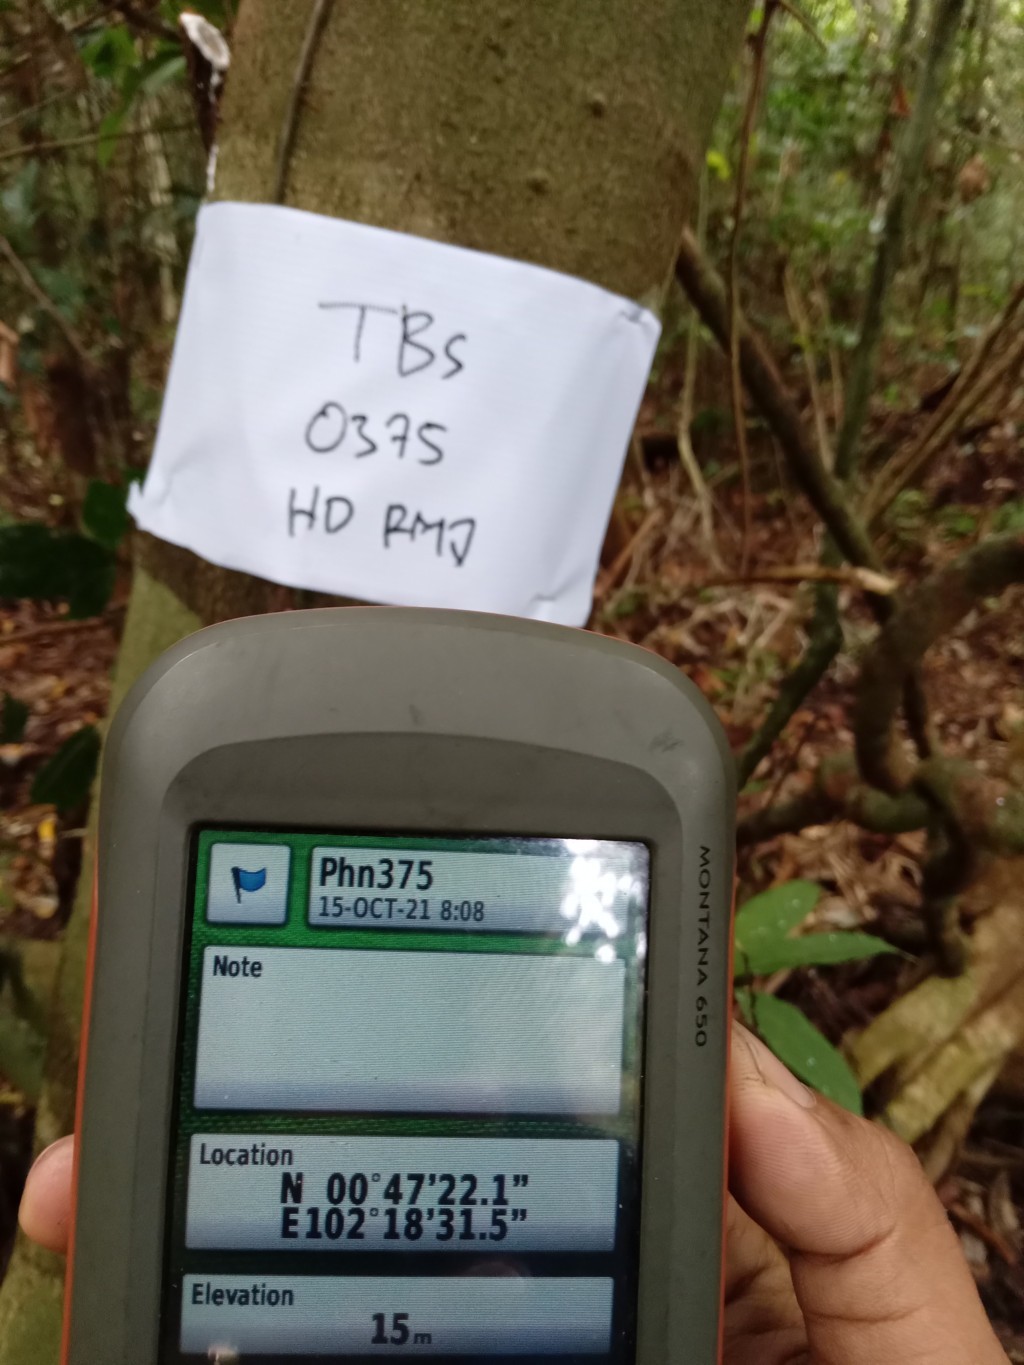 TBs
0375
HD RMJ
MONTANA 650
Phn375
15-OCT-21 8:08
Note
Location
N 00°47'22.1"
E102°18'31.5"
Elevation
15m